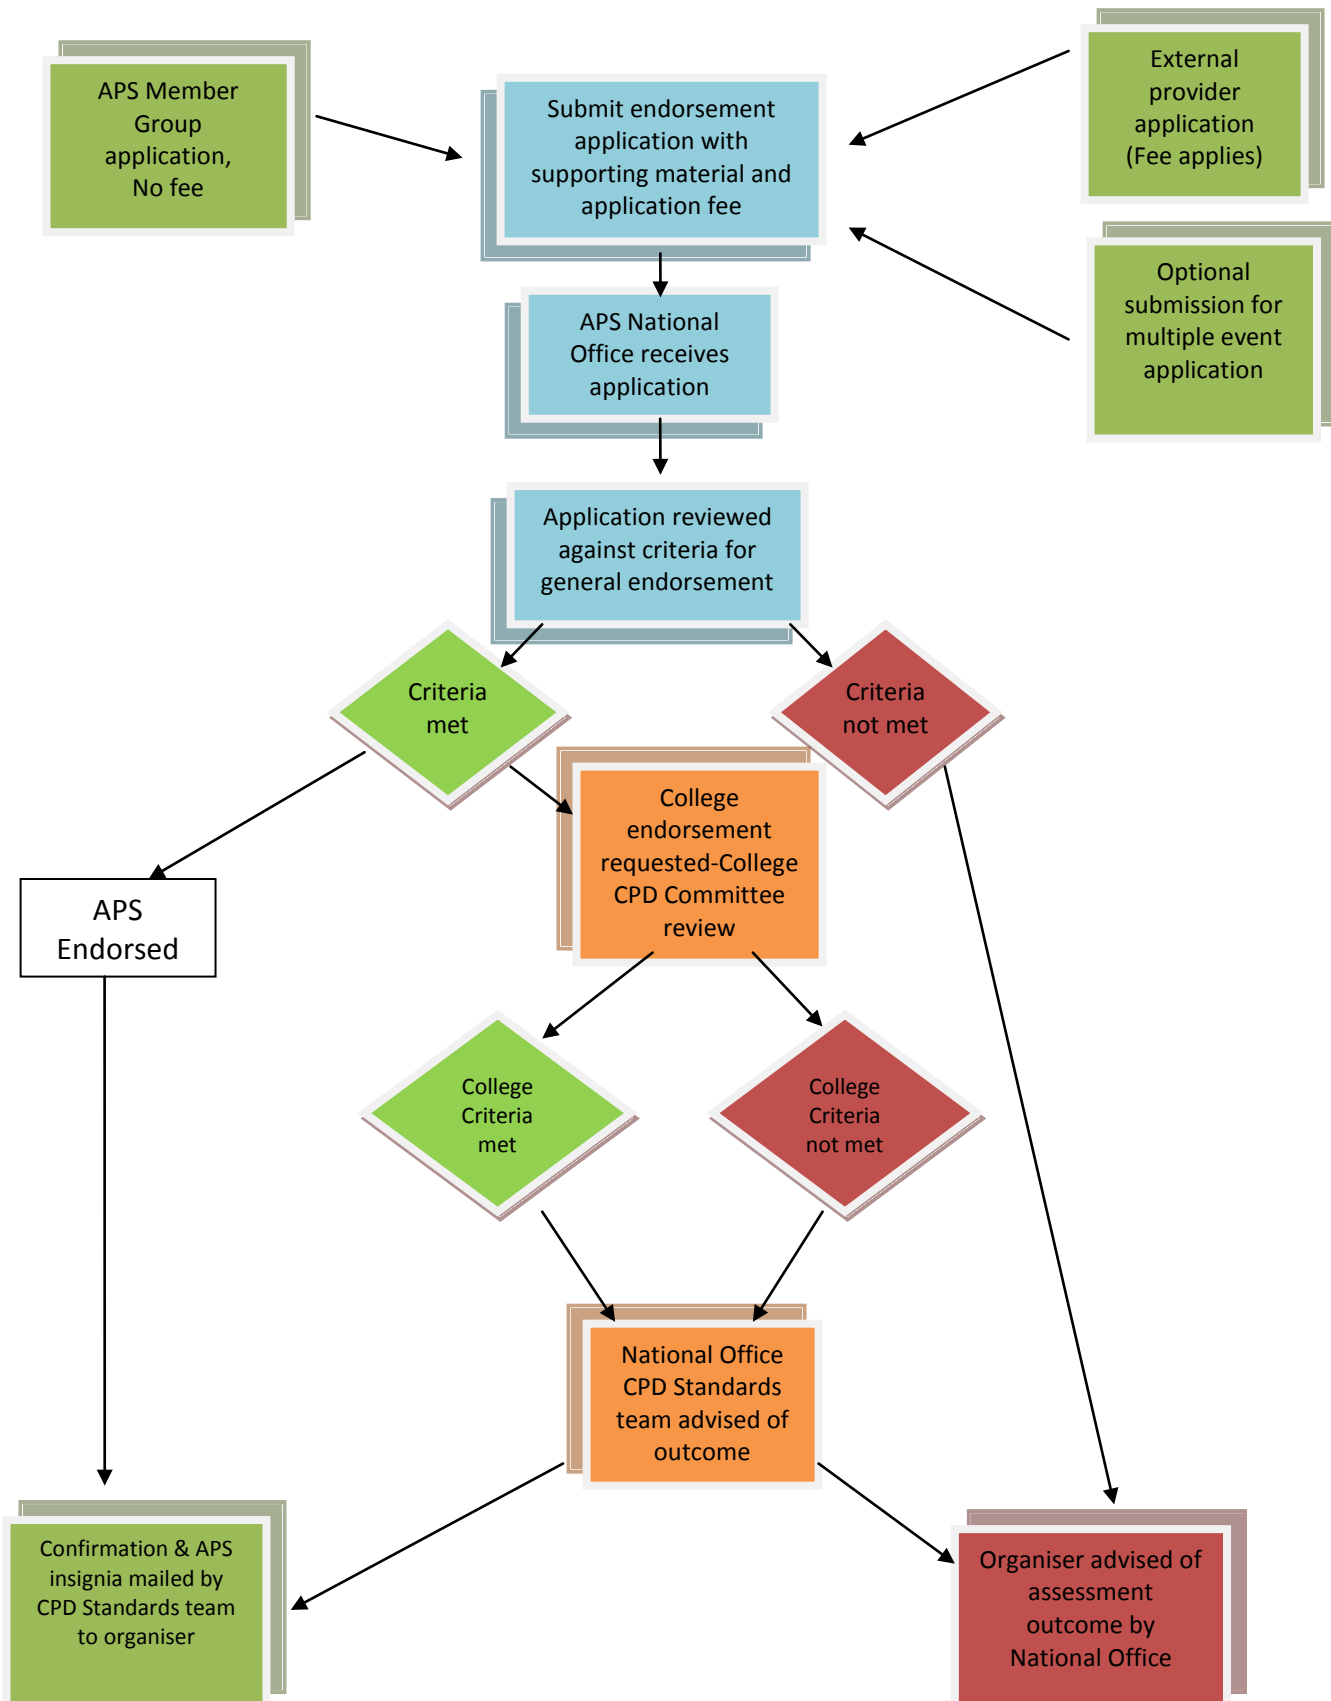 APS Member
Group
application,
No fee
Submit endorsement
application with
supporting material and
application fee
External
provider
application
(Fee applies)
Optional
submission for
multiple event
application
APS National
Office receives
application
Application reviewed
against criteria for
general endorsement
Criteria
met
Criteria
not met
College
endorsement
requested-College
CPD Committee
review
APS
Endorsed
College
Criteria
met
College
Criteria
not met
National Office
CPD Standards
team advised of
outcome
Confirmation & APS
insignia mailed by
CPD Standards team
to organiser
Organiser advised of
assessment
outcome by
National Office